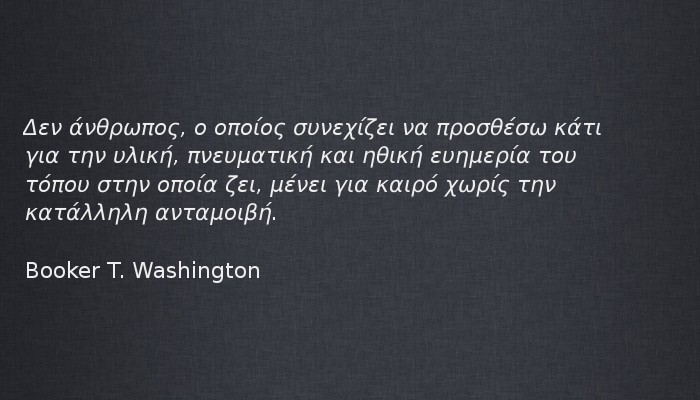 Δεν άνθρωπος, ο οποίος συνεχίζει να προσθέσω κάτι
για την υλική, πνευματική και ηθική ευημερία του
τόπου στην οποία ζει, μένει για καιρό χωρίς την
κατάλληλη ανταμοιβή.
Booker T. Washington